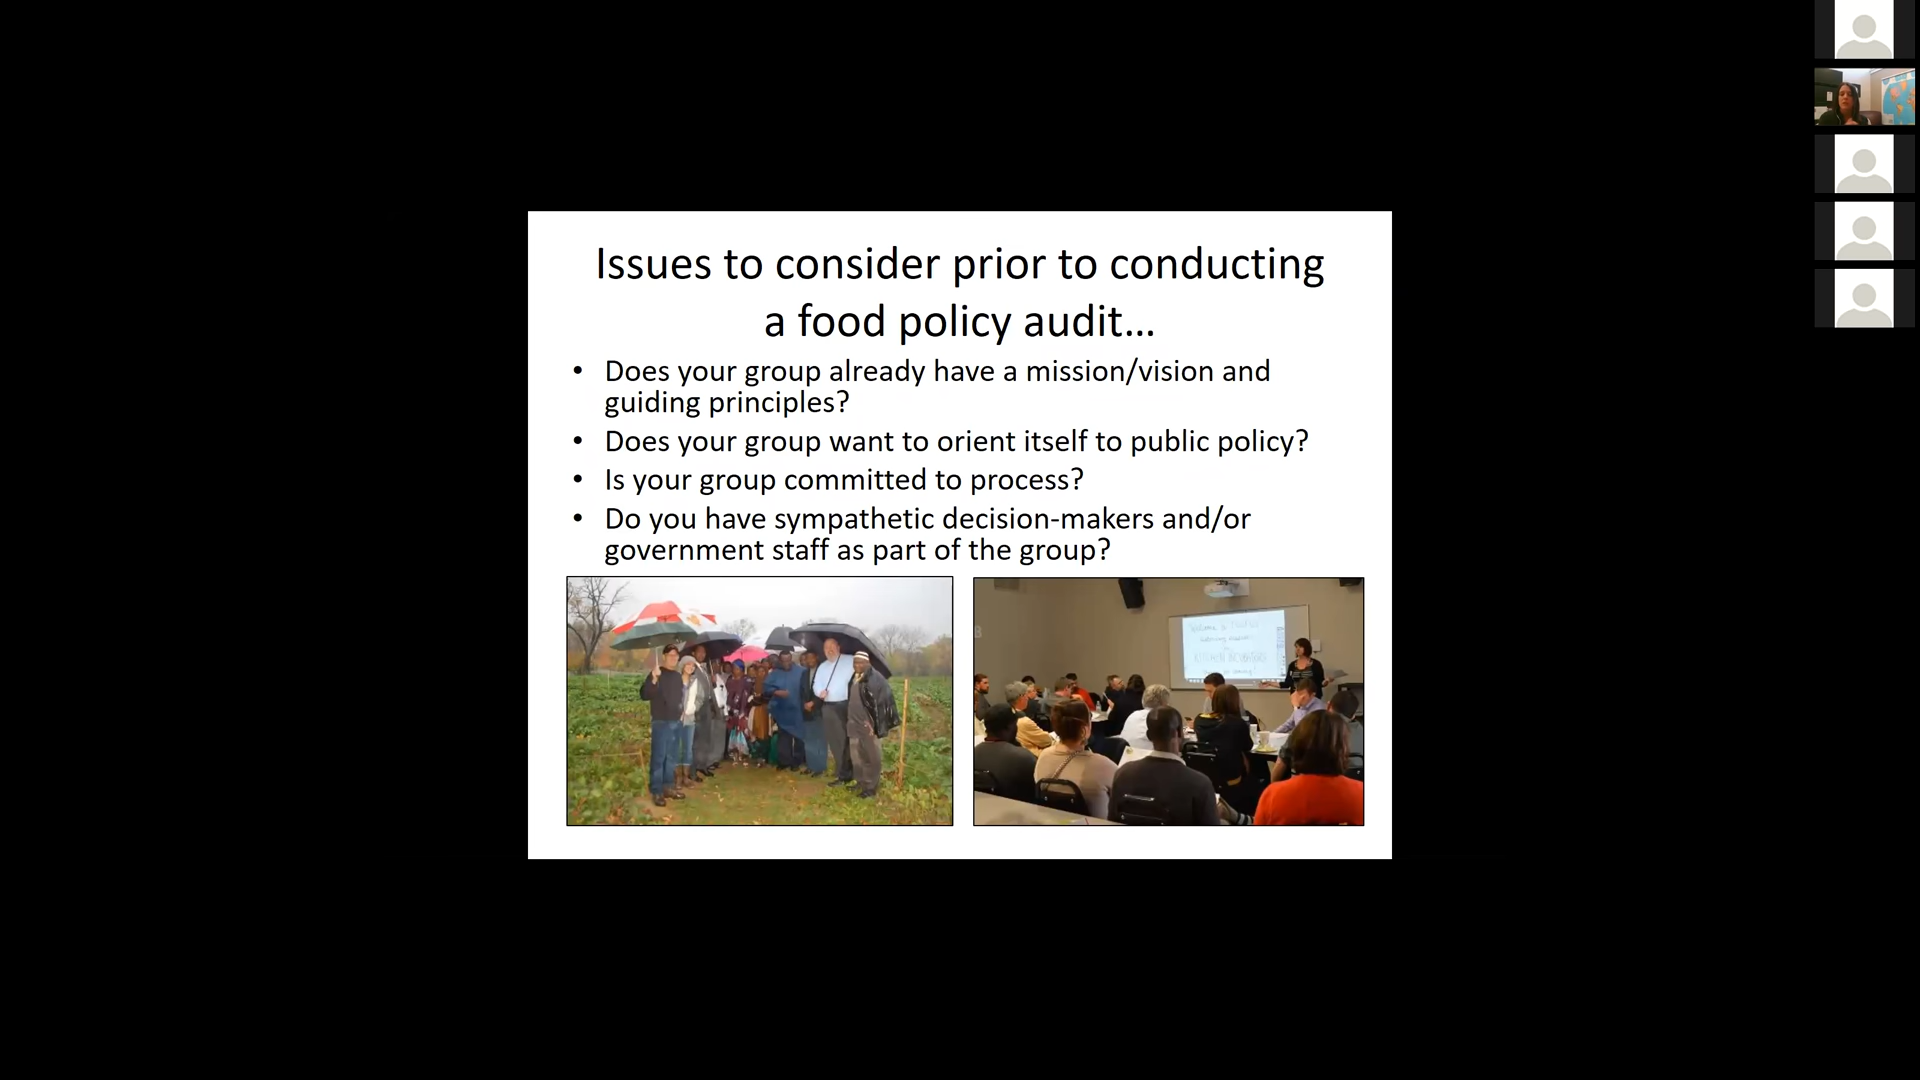 Issues to consider prior to conducting
a food policy audit…
• Does your group already have a mission/vision and
guiding principles?
• Does your group want to orient itself to public policy?
• Is your group committed to process?
• Do you have sympathetic decision-makers and/or
government staff as part of the group?